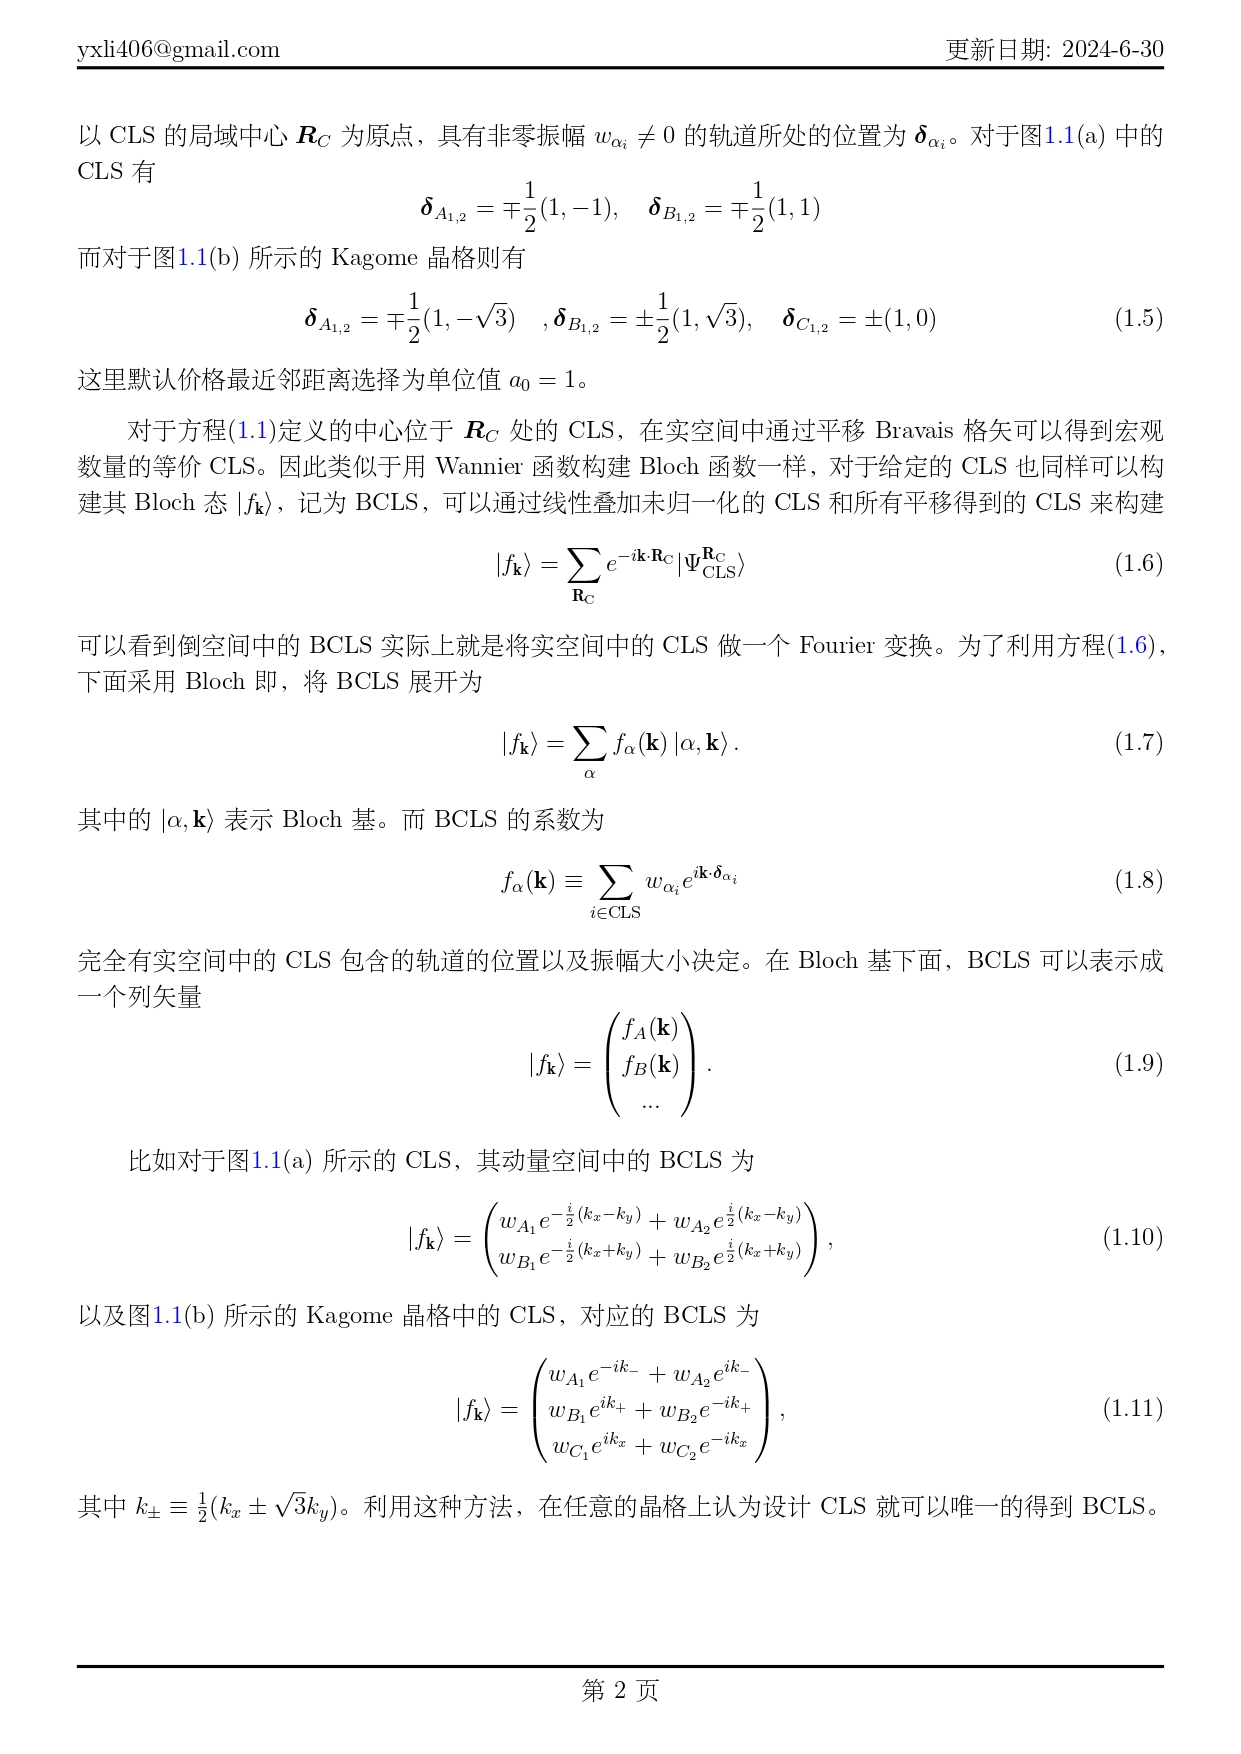 yxli406@gmail.com 更新日期: 2024-6-30
以 CLS 的局域中心 $\boldsymbol{R}_C$ 为原点，具有非零振幅 $w_{\alpha_i} \neq 0$ 的轨道所处的位置为 $\boldsymbol{\delta}_{\alpha_i}$。对于图1.1(a) 中的
CLS 有
$\boldsymbol{\delta}_{A_{1,2}} = \mp\frac{1}{2}(1,-1), \quad \boldsymbol{\delta}_{B_{1,2}} = \mp\frac{1}{2}(1,1)$
而对于图1.1(b) 所示的 Kagome 晶格则有
$\boldsymbol{\delta}_{A_{1,2}} = \mp\frac{1}{2}(1,-\sqrt{3}) \quad ,\boldsymbol{\delta}_{B_{1,2}} = \pm\frac{1}{2}(1,\sqrt{3}), \quad \boldsymbol{\delta}_{C_{1,2}} = \pm(1,0)$ (1.5)
这里默认价格最近邻距离选择为单位值 $a_0 = 1$。
对于方程(1.1)定义的中心位于 $\boldsymbol{R}_C$ 处的 CLS，在实空间中通过平移 Bravais 格矢可以得到宏观
数量的等价 CLS。因此类似于用 Wannier 函数构建 Bloch 函数一样，对于给定的 CLS 也同样可以构
建其 Bloch 态 $|f_{\mathbf{k}}\rangle$，记为 BCLS，可以通过线性叠加未归一化的 CLS 和所有平移得到的 CLS 来构建
$|f_{\mathbf{k}}\rangle = \sum_{\mathbf{R}_C} e^{-i\mathbf{k}\cdot\mathbf{R}_C}|\Psi^{\mathbf{R}_C}_{\mathrm{CLS}}\rangle$ (1.6)
可以看到倒空间中的 BCLS 实际上就是将实空间中的 CLS 做一个 Fourier 变换。为了利用方程(1.6)，
下面采用 Bloch 即，将 BCLS 展开为
$|f_{\mathbf{k}}\rangle = \sum_{\alpha} f_{\alpha}(\mathbf{k})\,|\alpha,\mathbf{k}\rangle.$ (1.7)
其中的 $|\alpha,\mathbf{k}\rangle$ 表示 Bloch 基。而 BCLS 的系数为
$f_{\alpha}(\mathbf{k}) \equiv \sum_{i\in\mathrm{CLS}} w_{\alpha_i} e^{i\mathbf{k}\cdot\boldsymbol{\delta}_{\alpha_i}}$ (1.8)
完全有实空间中的 CLS 包含的轨道的位置以及振幅大小决定。在 Bloch 基下面，BCLS 可以表示成
一个列矢量
$|f_{\mathbf{k}}\rangle = \begin{pmatrix} f_A(\mathbf{k}) \\ f_B(\mathbf{k}) \\ ... \end{pmatrix}.$ (1.9)
比如对于图1.1(a) 所示的 CLS，其动量空间中的 BCLS 为
$|f_{\mathbf{k}}\rangle = \begin{pmatrix} w_{A_1}e^{-\frac{i}{2}(k_x-k_y)} + w_{A_2}e^{\frac{i}{2}(k_x-k_y)} \\ w_{B_1}e^{-\frac{i}{2}(k_x+k_y)} + w_{B_2}e^{\frac{i}{2}(k_x+k_y)} \end{pmatrix},$ (1.10)
以及图1.1(b) 所示的 Kagome 晶格中的 CLS，对应的 BCLS 为
$|f_{\mathbf{k}}\rangle = \begin{pmatrix} w_{A_1}e^{-ik_-} + w_{A_2}e^{ik_-} \\ w_{B_1}e^{ik_+} + w_{B_2}e^{-ik_+} \\ w_{C_1}e^{ik_x} + w_{C_2}e^{-ik_x} \end{pmatrix},$ (1.11)
其中 $k_{\pm} \equiv \frac{1}{2}(k_x \pm \sqrt{3}k_y)$。利用这种方法，在任意的晶格上认为设计 CLS 就可以唯一的得到 BCLS。
第 2 页